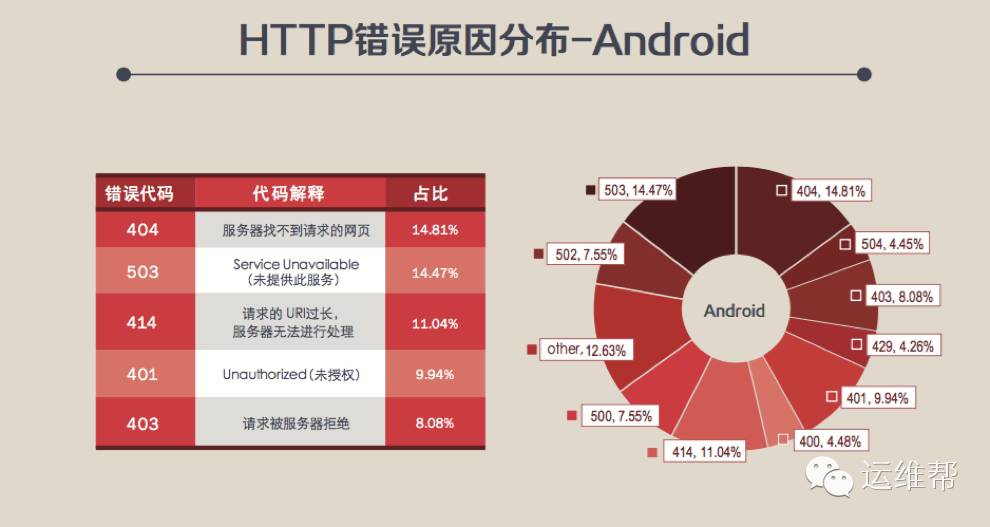 HTTP错误原因分布-Android
错误代码 代码解释 占比
404 服务器找不到请求的网页 14.81%
503 Service Unavailable
(未提供此服务) 14.47%
414 请求的 URI过长,
服务器无法进行处理 11.04%
401 Unauthorized(未授权) 9.94%
403 请求被服务器拒绝 8.08%
503, 14.47%
404, 14.81%
502, 7.55%
504, 4.45%
403, 8.08%
Android
other, 12.63%
429, 4.26%
500, 7.55%
401, 9.94%
414, 11.04%
400, 4.48%
运维帮